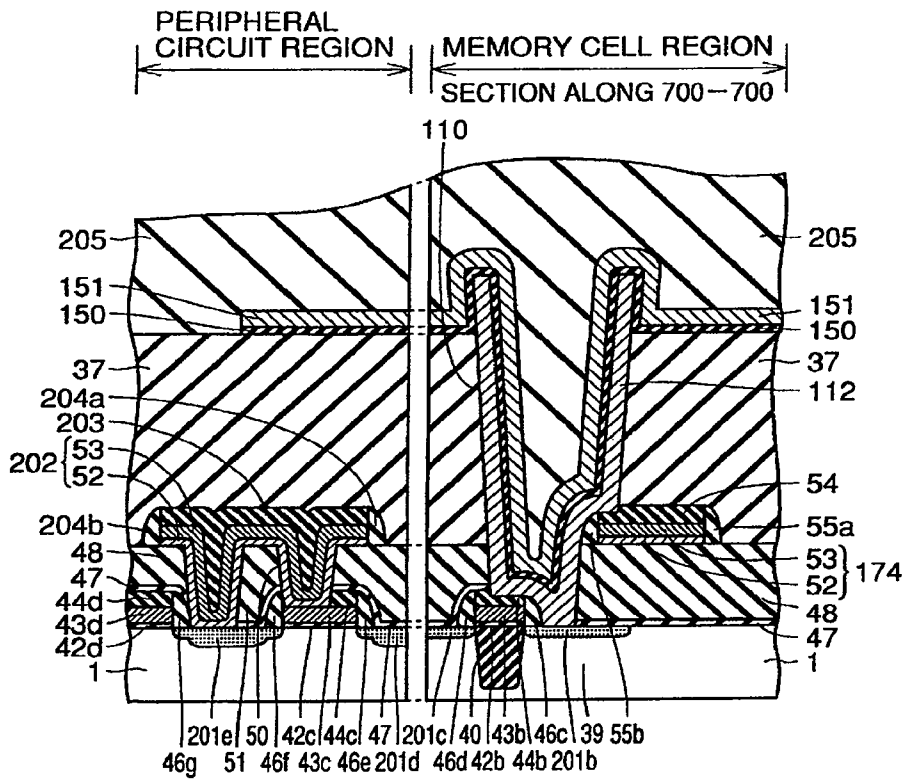 PERIPHERAL
CIRCUIT REGION
MEMORY CELL REGION
SECTION ALONG 700-700
110
205
205
151
151
150
150
37
37
204a
112
203
202 { 53
52
54
204b
55a
48
53 } 174
52
47
44d
48
43d
42d
47
1
1
201e 50 42c 44c 47 201c 40 43b 46c 39 55b
46g 51 46f 43c 46e 201d 46d 42b 44b 201b